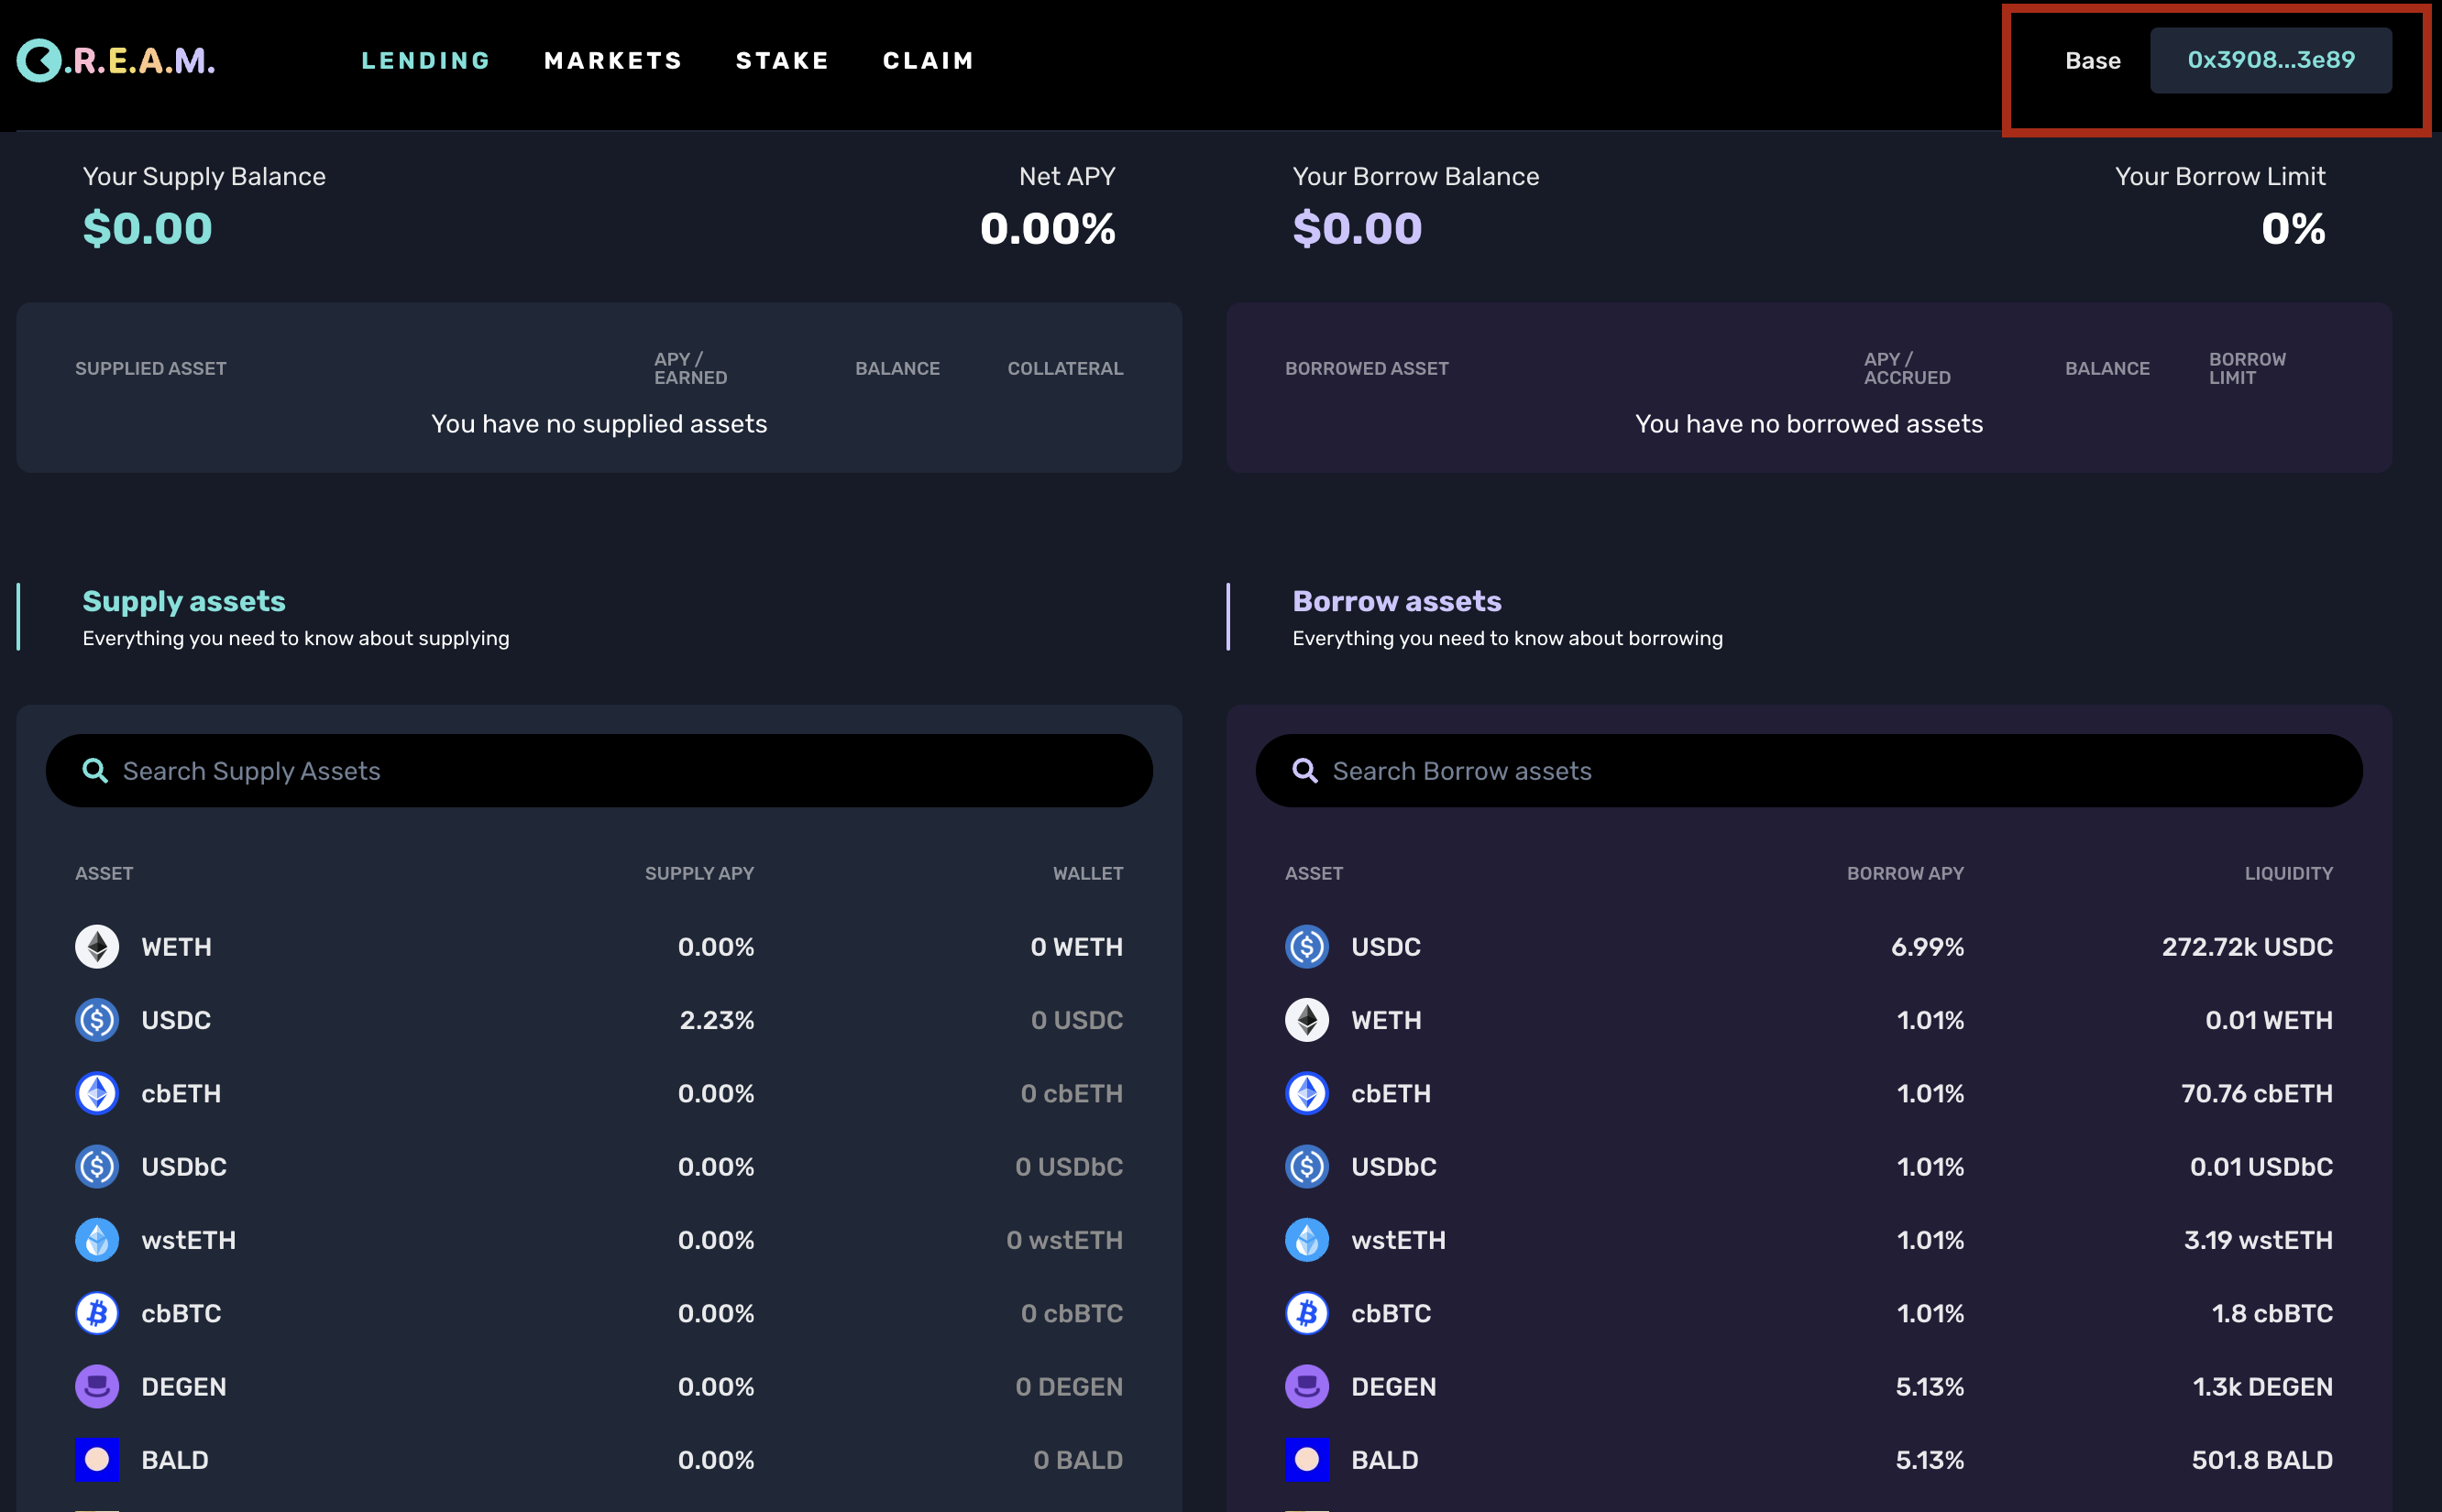 C.R.E.A.M.
LENDING MARKETS STAKE CLAIM
Base 0x3908...3e89
Your Supply Balance Net APY
$0.00 0.00%
Your Borrow Balance Your Borrow Limit
$0.00 0%
SUPPLIED ASSET APY / EARNED BALANCE COLLATERAL
You have no supplied assets
BORROWED ASSET APY / ACCRUED BALANCE BORROW LIMIT
You have no borrowed assets
Supply assets
Everything you need to know about supplying
Search Supply Assets
ASSET SUPPLY APY WALLET
WETH 0.00% 0 WETH
USDC 2.23% 0 USDC
cbETH 0.00% 0 cbETH
USDbC 0.00% 0 USDbC
wstETH 0.00% 0 wstETH
cbBTC 0.00% 0 cbBTC
DEGEN 0.00% 0 DEGEN
BALD 0.00% 0 BALD
Borrow assets
Everything you need to know about borrowing
Search Borrow assets
ASSET BORROW APY LIQUIDITY
USDC 6.99% 272.72k USDC
WETH 1.01% 0.01 WETH
cbETH 1.01% 70.76 cbETH
USDbC 1.01% 0.01 USDbC
wstETH 1.01% 3.19 wstETH
cbBTC 1.01% 1.8 cbBTC
DEGEN 5.13% 1.3k DEGEN
BALD 5.13% 501.8 BALD